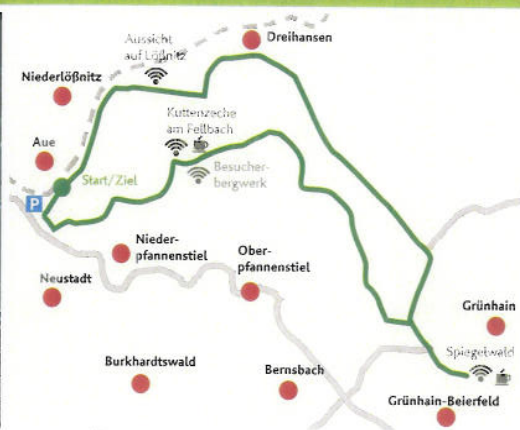 Aussicht
auf Lößnitz
Dreihansen
Niederlößnitz
Kuttenzeche
am Fellbach
Aue
Besucher-
bergwerk
Start/Ziel
P
Nieder-
pfannenstiel
Ober-
pfannenstiel
Neustadt
Grünhain
Spiegelwald
Burkhardtswald
Bernsbach
Grünhain-Beierfeld